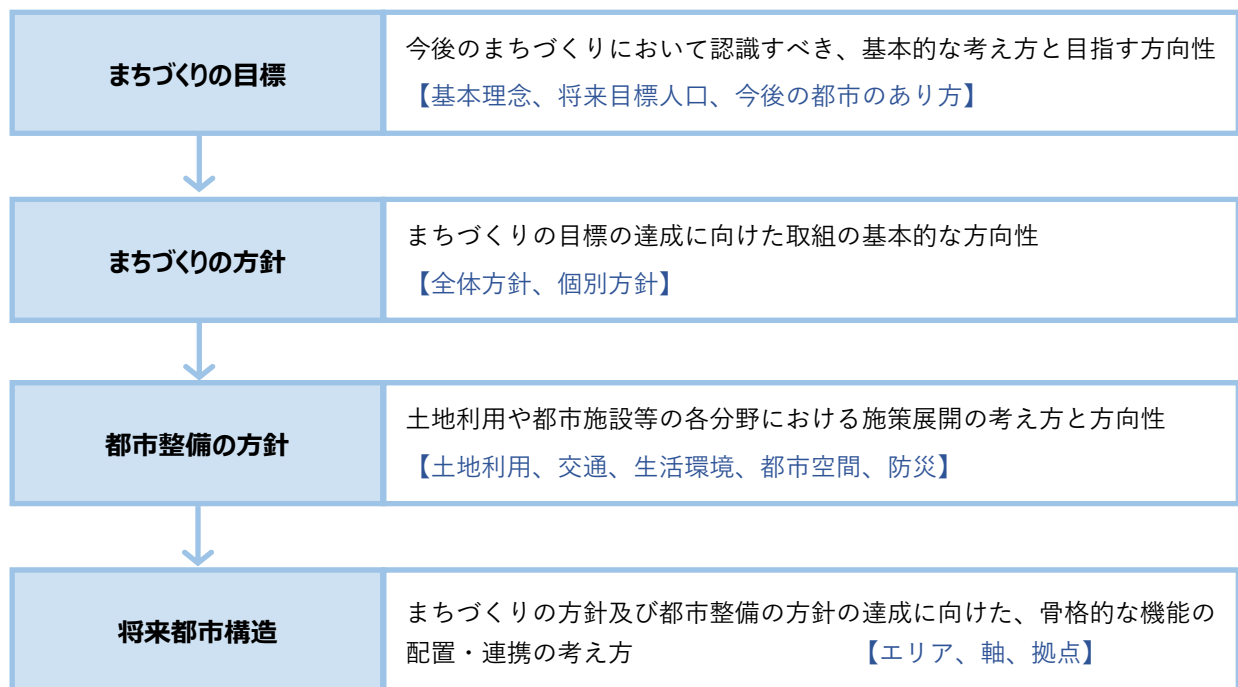 まちづくりの目標
今後のまちづくりにおいて認識すべき、基本的な考え方と目指す方向性
【基本理念、将来目標人口、今後の都市のあり方】
まちづくりの方針
まちづくりの目標の達成に向けた取組の基本的な方向性
【全体方針、個別方針】
都市整備の方針
土地利用や都市施設等の各分野における施策展開の考え方と方向性
【土地利用、交通、生活環境、都市空間、防災】
将来都市構造
まちづくりの方針及び都市整備の方針の達成に向けた、骨格的な機能の
配置・連携の考え方 【エリア、軸、拠点】